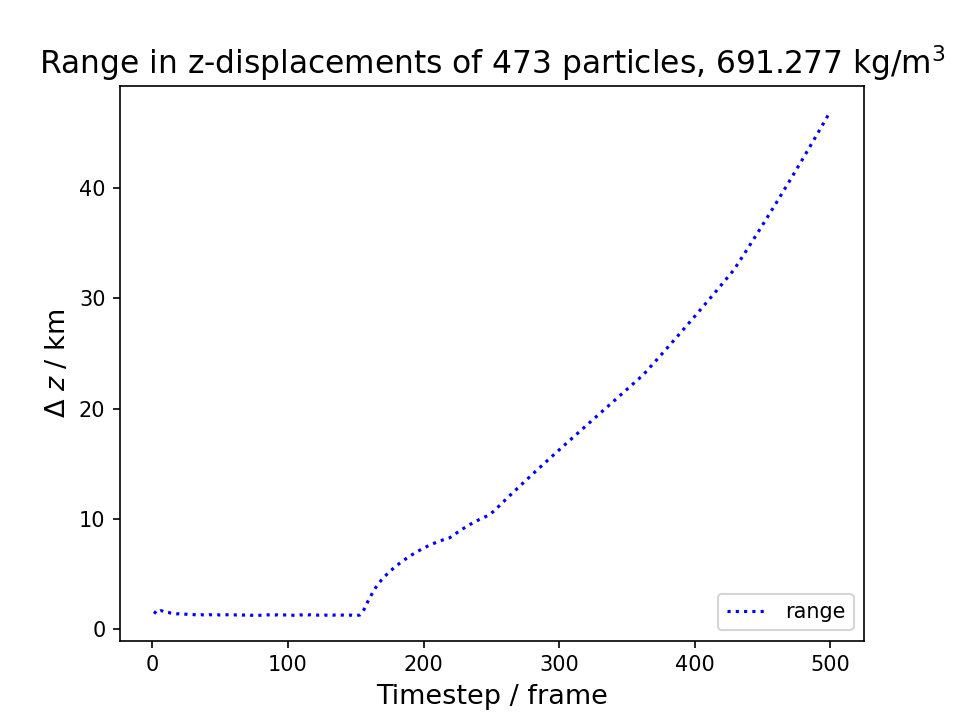 Range in z-displacements of 473 particles, 691.277 kg/m³
Δ z / km
40
30
20
10
0
0 100 200 300 400 500
Timestep / frame
range